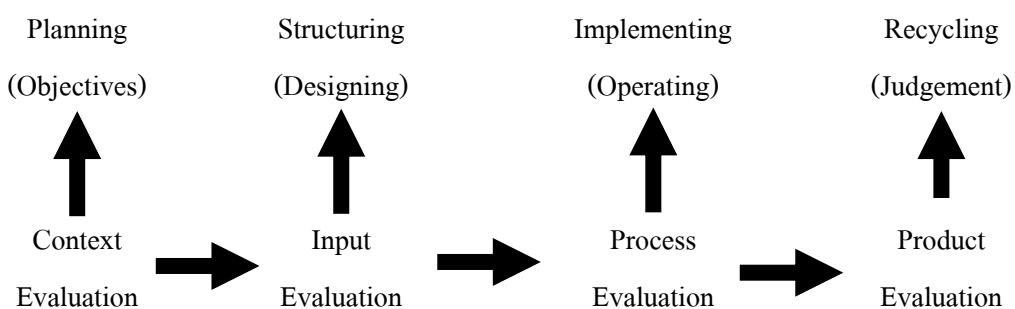 Planning
(Objectives)
Structuring
(Designing)
Implementing
(Operating)
Recycling
(Judgement)
Context
Evaluation
Input
Evaluation
Process
Evaluation
Product
Evaluation